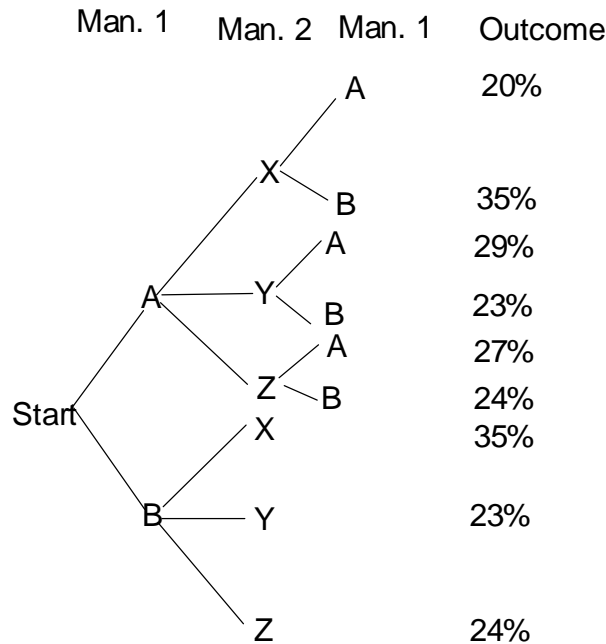 Man. 1 Man. 2 Man. 1 Outcome
A 20%
X
B 35%
A 29%
A Y
B 23%
A 27%
Z
B 24%
Start
X 35%
B Y 23%
Z 24%